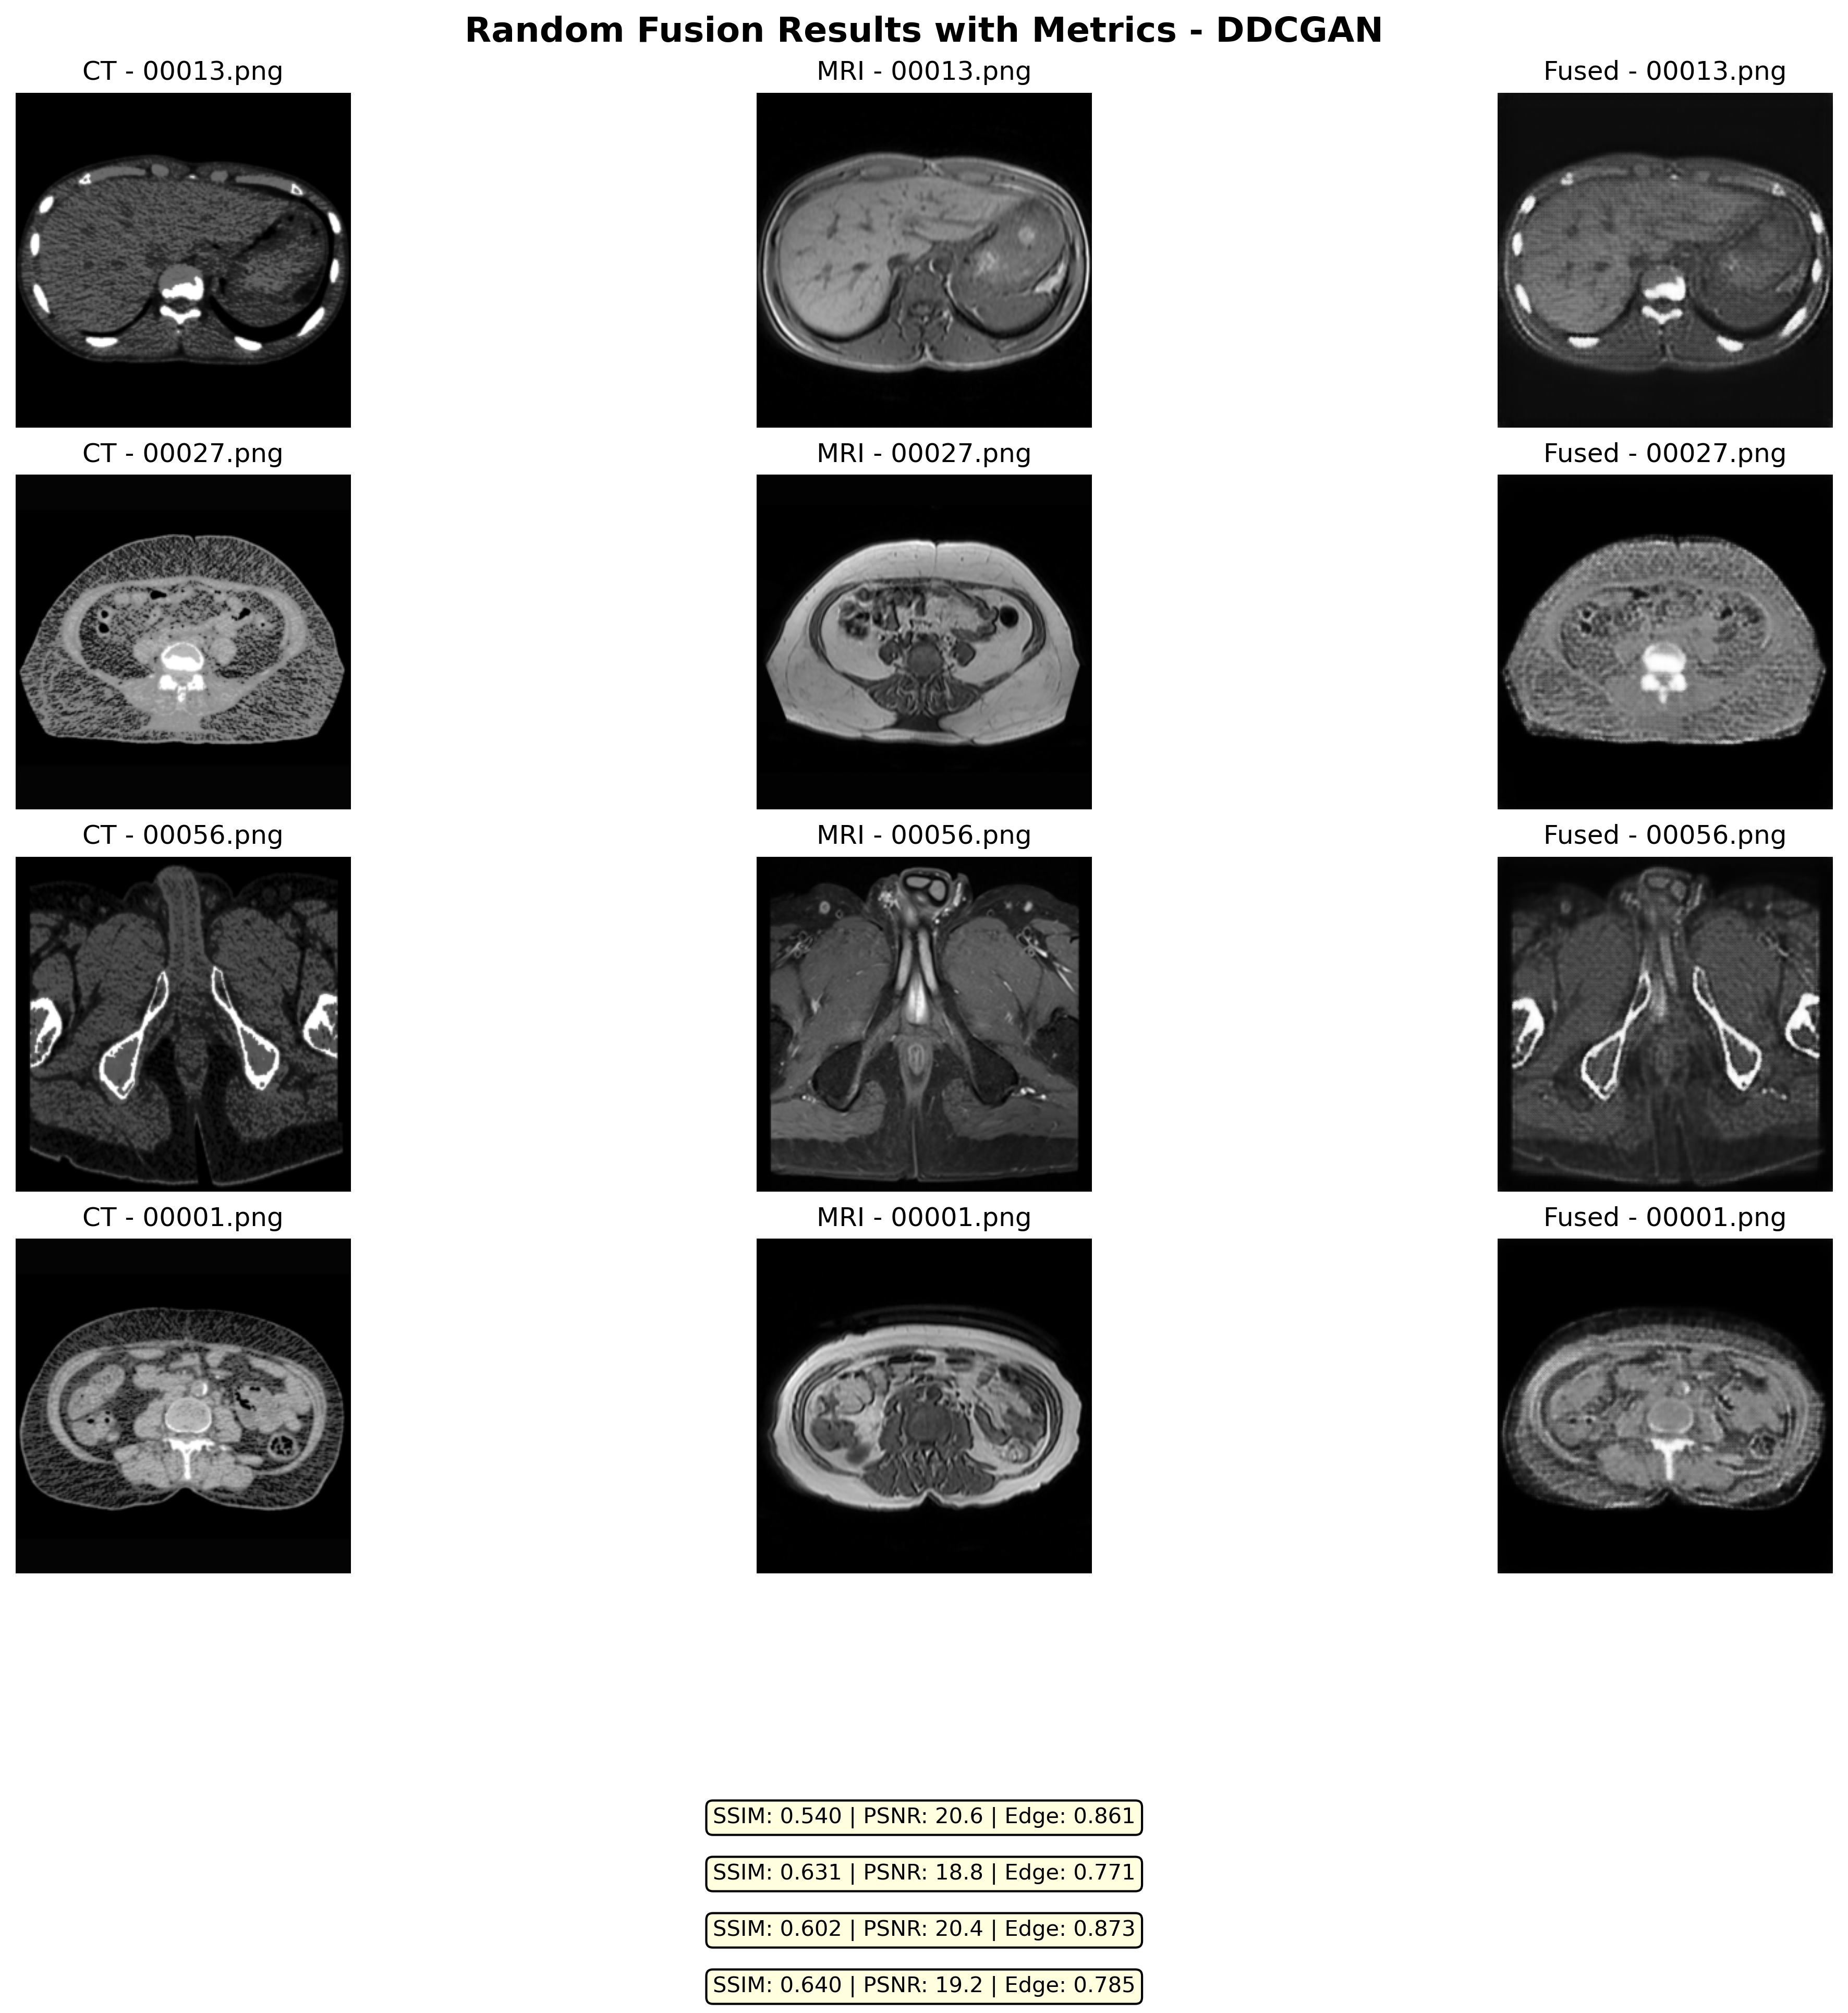 Random Fusion Results with Metrics - DDCGAN
CT - 00013.png
MRI - 00013.png
Fused - 00013.png
CT - 00027.png
MRI - 00027.png
Fused - 00027.png
CT - 00056.png
MRI - 00056.png
Fused - 00056.png
CT - 00001.png
MRI - 00001.png
Fused - 00001.png
SSIM: 0.540 | PSNR: 20.6 | Edge: 0.861
SSIM: 0.631 | PSNR: 18.8 | Edge: 0.771
SSIM: 0.602 | PSNR: 20.4 | Edge: 0.873
SSIM: 0.640 | PSNR: 19.2 | Edge: 0.785